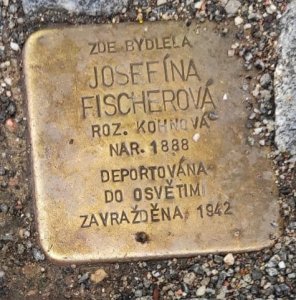 ZDE BYDLELA
JOSEFÍNA
FISCHEROVÁ
ROZ. KOHNOVÁ
NAR. 1888
DEPORTOVÁNA
DO OSVĚTIMI
ZAVRAŽDĚNA 1942